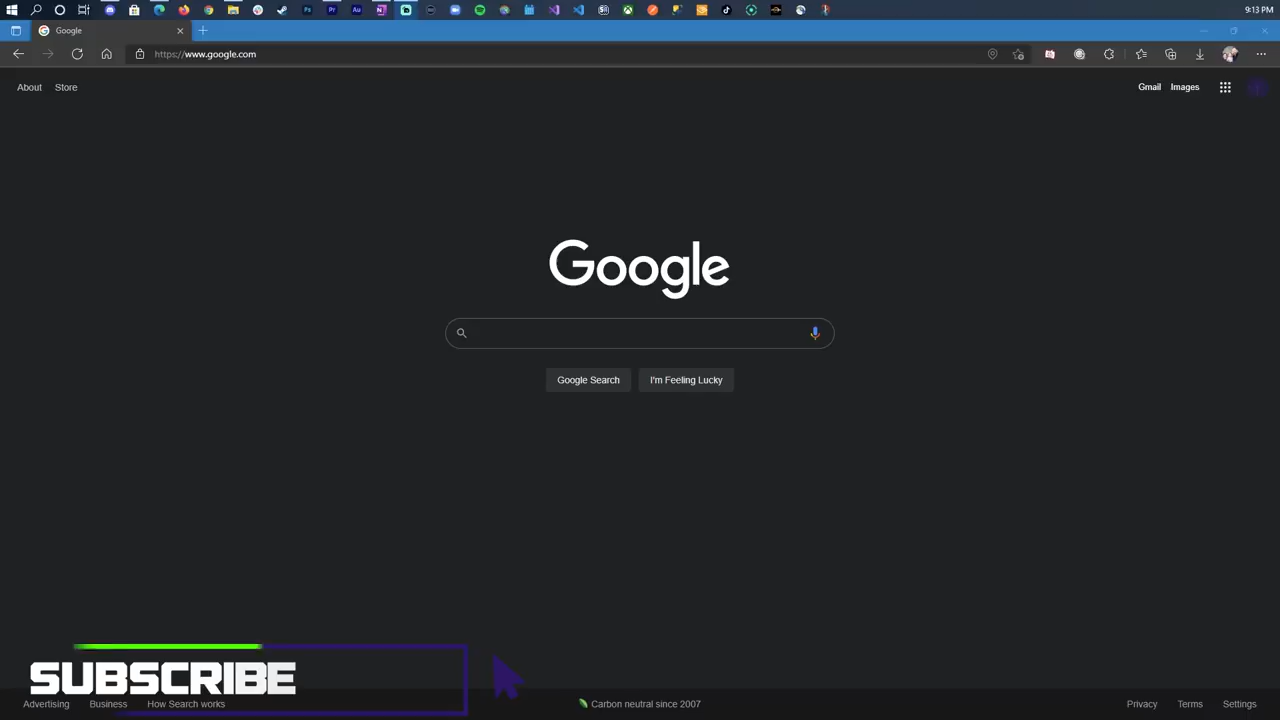 9:13 PM
Google
https://www.google.com
About Store
Gmail Images
Google
Google Search I'm Feeling Lucky
SUBSCRIBE
Advertising Business How Search works
Carbon neutral since 2007
Privacy Terms Settings